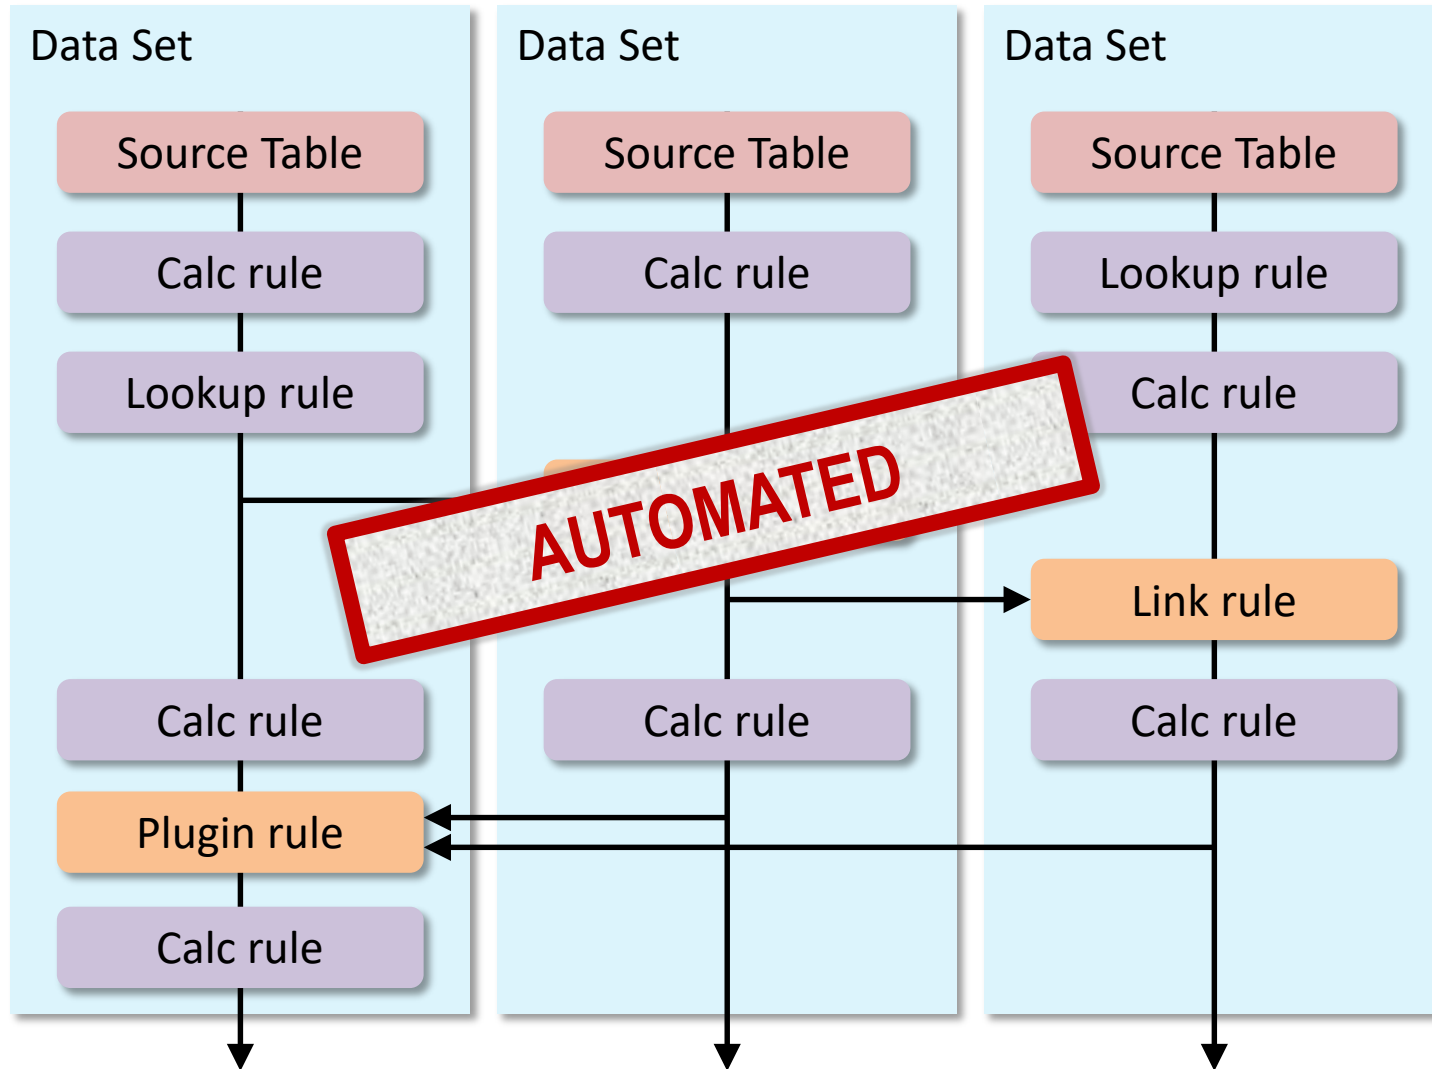 Data Set
Source Table
Calc rule
Lookup rule
Calc rule
Plugin rule
Calc rule
Data Set
Source Table
Calc rule
AUTOMATED
Calc rule
Data Set
Source Table
Lookup rule
Calc rule
Link rule
Calc rule